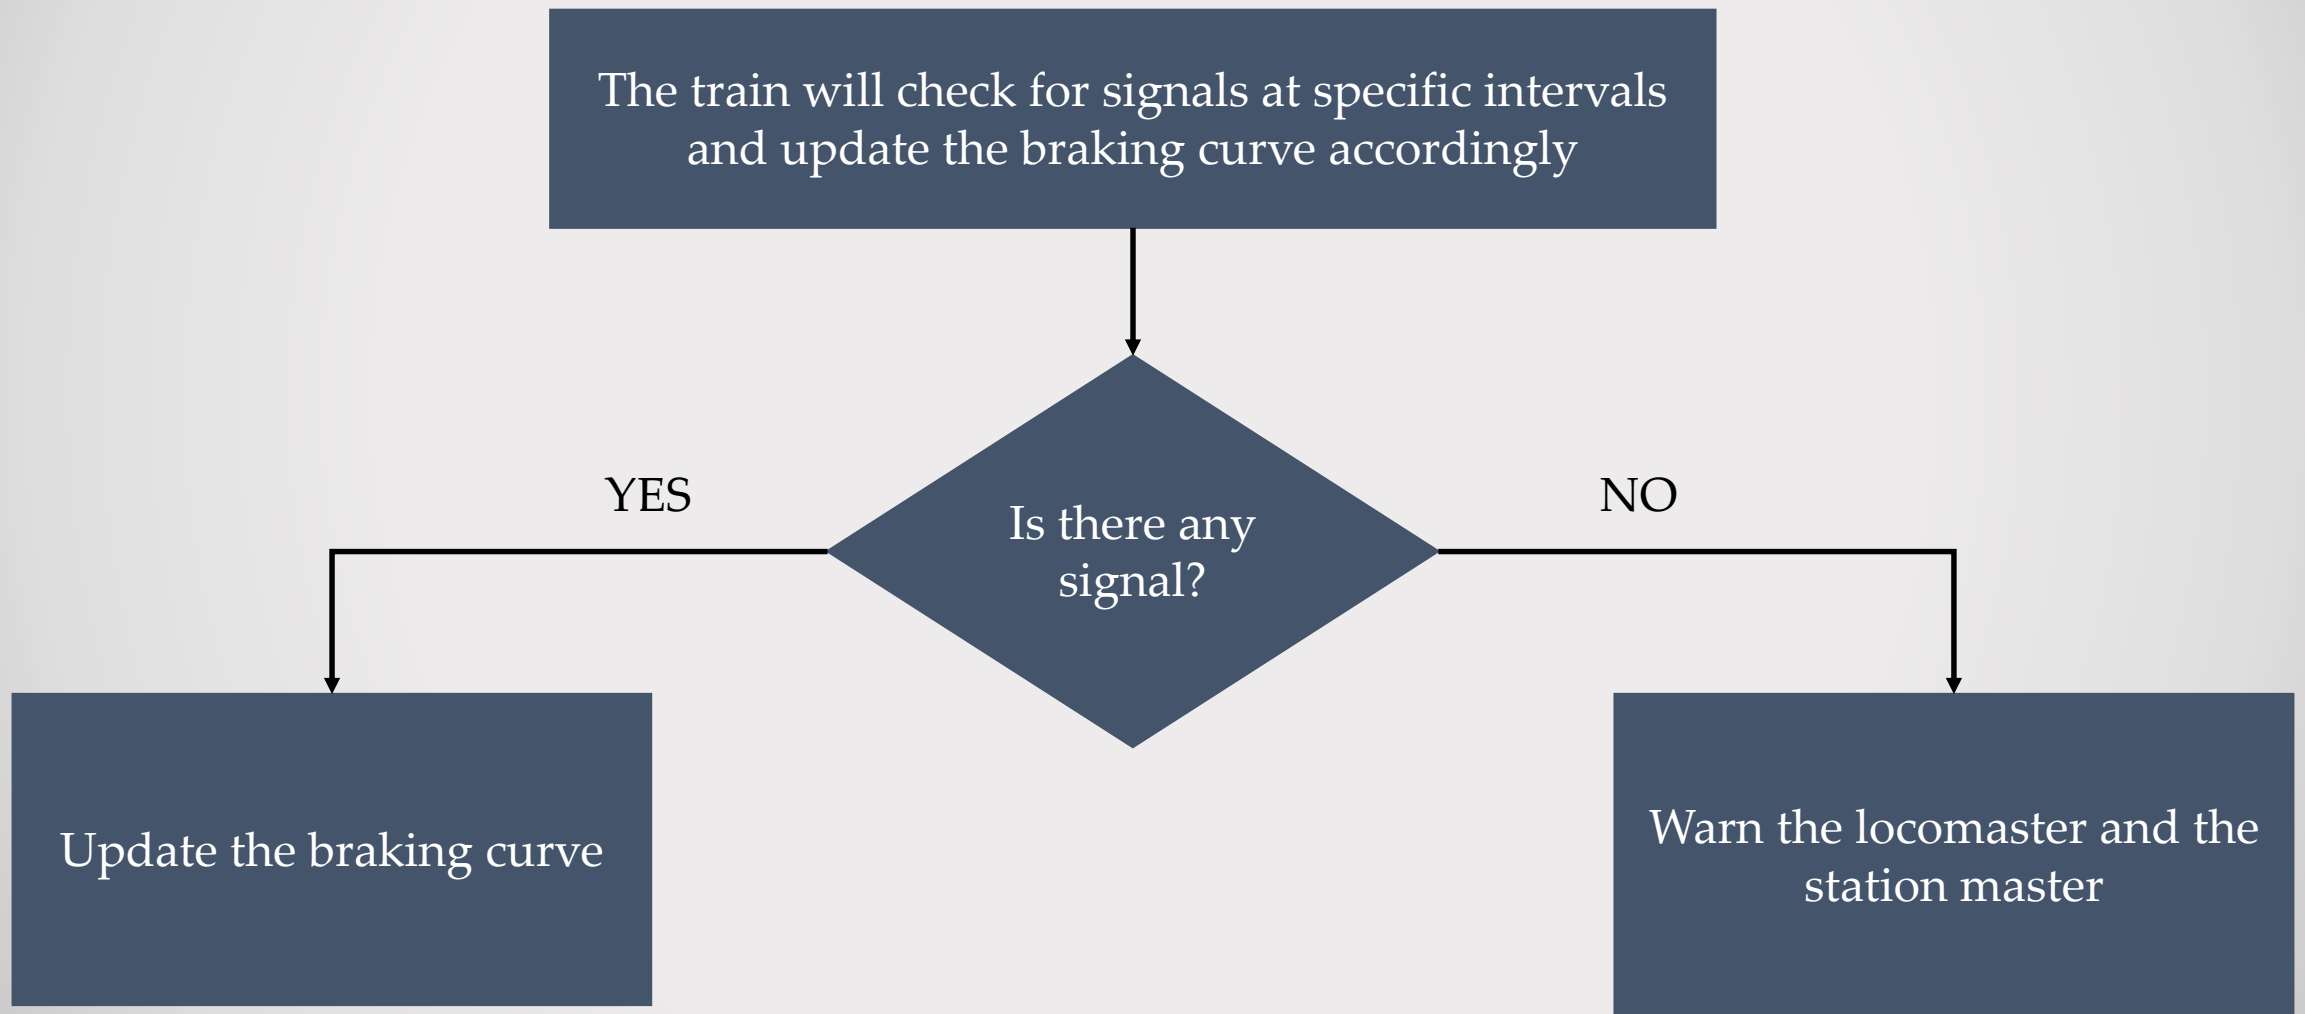 The train will check for signals at specific intervals
and update the braking curve accordingly
YES
NO
Is there any
signal?
Update the braking curve
Warn the locomaster and the
station master